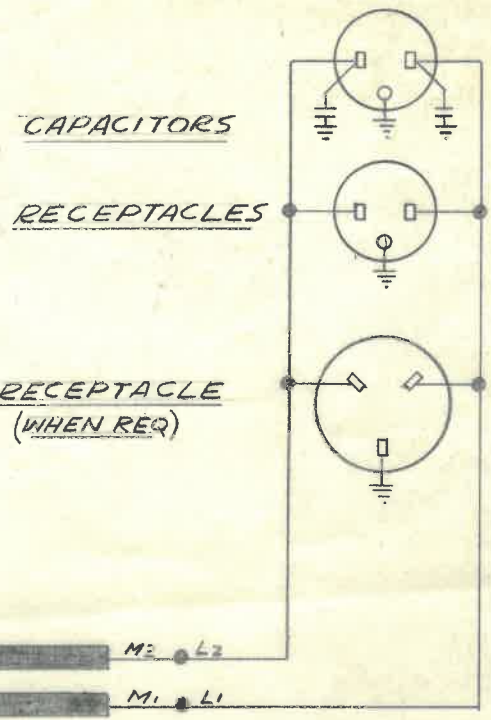 CAPACITORS
RECEPTACLES
RECEPTACLE
(WHEN REQ)
M2 L2
M1 L1